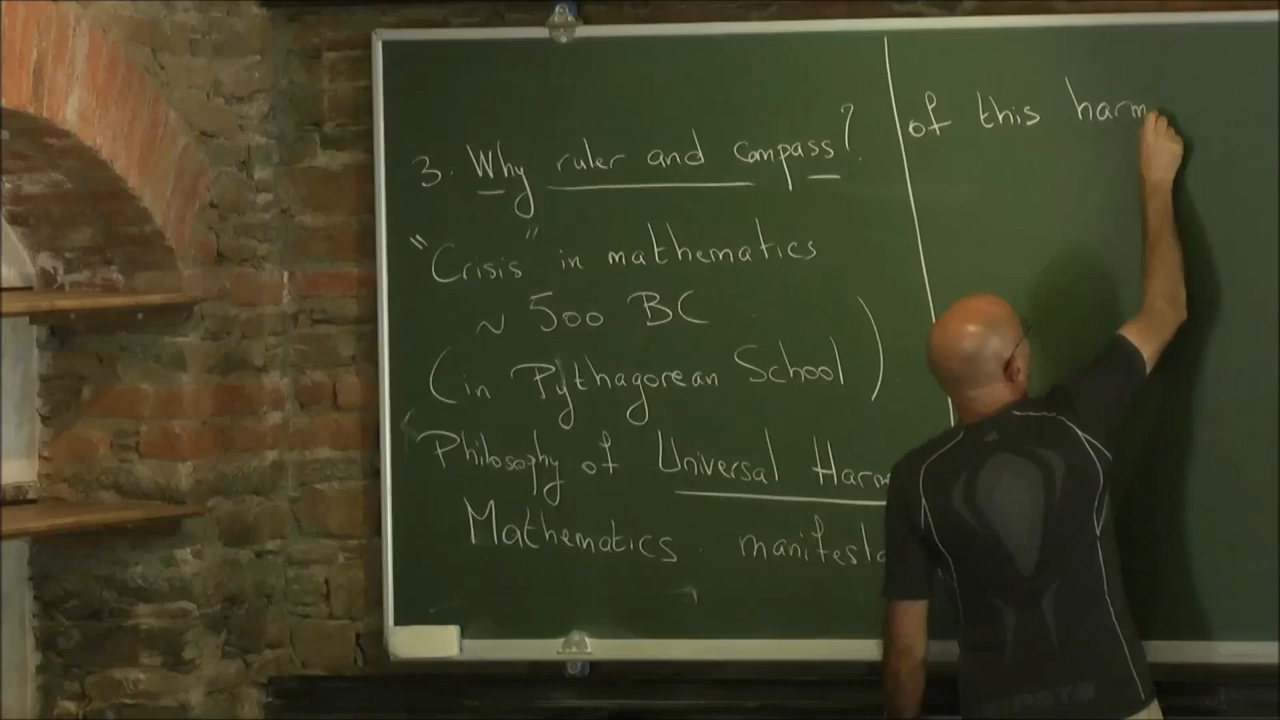 3. Why ruler and compass?
"Crisis" in mathematics
~ 500 BC
(in Pythagorean School)
Philosophy of Universal Harm
Mathematics manifesta
of this harm